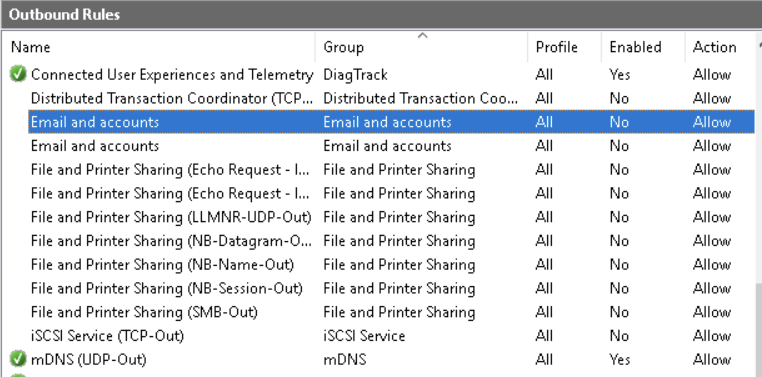 Outbound Rules
Name Group Profile Enabled Action
Connected User Experiences and Telemetry DiagTrack All Yes Allow
Distributed Transaction Coordinator (TCP... Distributed Transaction Coo... All No Allow
Email and accounts Email and accounts All No Allow
Email and accounts Email and accounts All No Allow
File and Printer Sharing (Echo Request - I... File and Printer Sharing All No Allow
File and Printer Sharing (Echo Request - I... File and Printer Sharing All No Allow
File and Printer Sharing (LLMNR-UDP-Out) File and Printer Sharing All No Allow
File and Printer Sharing (NB-Datagram-O... File and Printer Sharing All No Allow
File and Printer Sharing (NB-Name-Out) File and Printer Sharing All No Allow
File and Printer Sharing (NB-Session-Out) File and Printer Sharing All No Allow
File and Printer Sharing (SMB-Out) File and Printer Sharing All No Allow
iSCSI Service (TCP-Out) iSCSI Service All No Allow
mDNS (UDP-Out) mDNS All Yes Allow